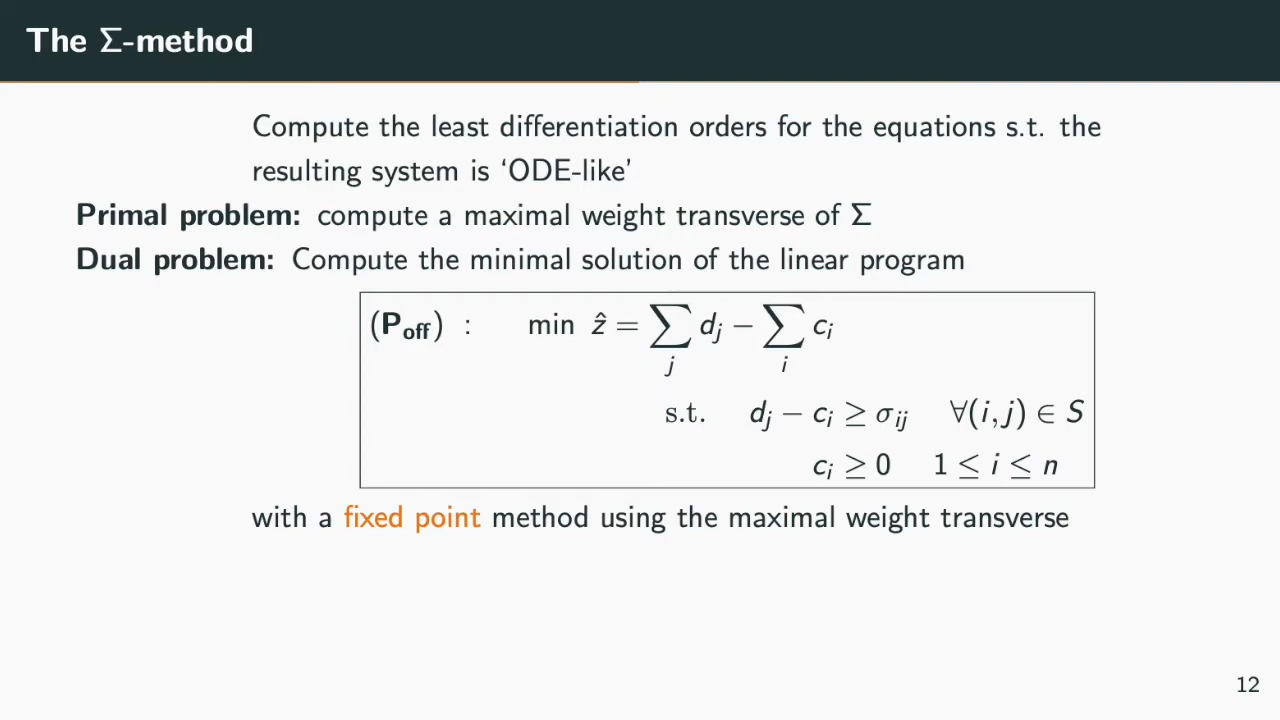 The Σ-method
Compute the least differentiation orders for the equations s.t. the
resulting system is ‘ODE-like’
Primal problem: compute a maximal weight transverse of Σ
Dual problem: Compute the minimal solution of the linear program
(P_off) : min ẑ = ∑_j d_j − ∑_i c_i
s.t. d_j − c_i ≥ σ_ij ∀(i, j) ∈ S
c_i ≥ 0 1 ≤ i ≤ n
with a fixed point method using the maximal weight transverse
12